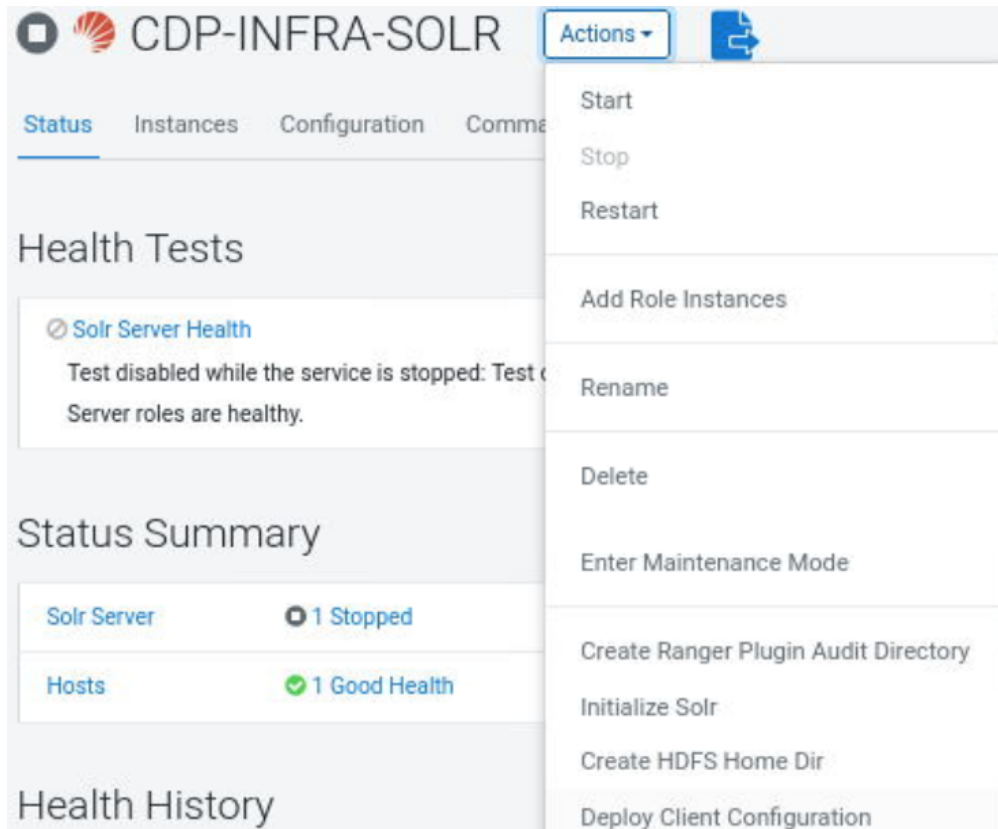 CDP-INFRA-SOLR
Actions
Status Instances Configuration Comma
Health Tests
Solr Server Health
Test disabled while the service is stopped: Test
Server roles are healthy.
Status Summary
Solr Server 1 Stopped
Hosts 1 Good Health
Health History
Start
Stop
Restart
Add Role Instances
Rename
Delete
Enter Maintenance Mode
Create Ranger Plugin Audit Directory
Initialize Solr
Create HDFS Home Dir
Deploy Client Configuration